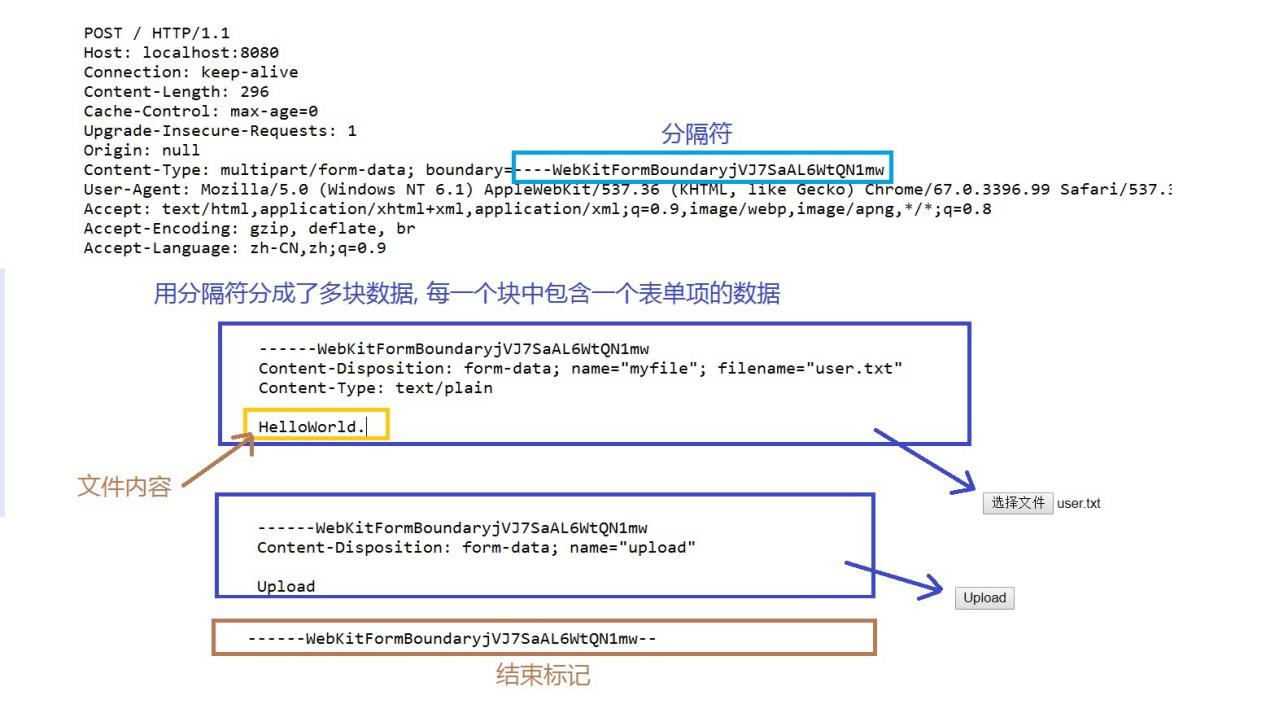 POST / HTTP/1.1
Host: localhost:8080
Connection: keep-alive
Content-Length: 296
Cache-Control: max-age=0
Upgrade-Insecure-Requests: 1
Origin: null
分隔符
Content-Type: multipart/form-data; boundary=----WebKitFormBoundaryjVJ7SaAL6WtQN1mw
User-Agent: Mozilla/5.0 (Windows NT 6.1) AppleWebKit/537.36 (KHTML, like Gecko) Chrome/67.0.3396.99 Safari/537.3
Accept: text/html,application/xhtml+xml,application/xml;q=0.9,image/webp,image/apng,*/*;q=0.8
Accept-Encoding: gzip, deflate, br
Accept-Language: zh-CN,zh;q=0.9
用分隔符分成了多块数据, 每一个块中包含一个表单项的数据
------WebKitFormBoundaryjVJ7SaAL6WtQN1mw
Content-Disposition: form-data; name="myfile"; filename="user.txt"
Content-Type: text/plain
HelloWorld.
文件内容
选择文件 user.txt
------WebKitFormBoundaryjVJ7SaAL6WtQN1mw
Content-Disposition: form-data; name="upload"
Upload
Upload
------WebKitFormBoundaryjVJ7SaAL6WtQN1mw--
结束标记